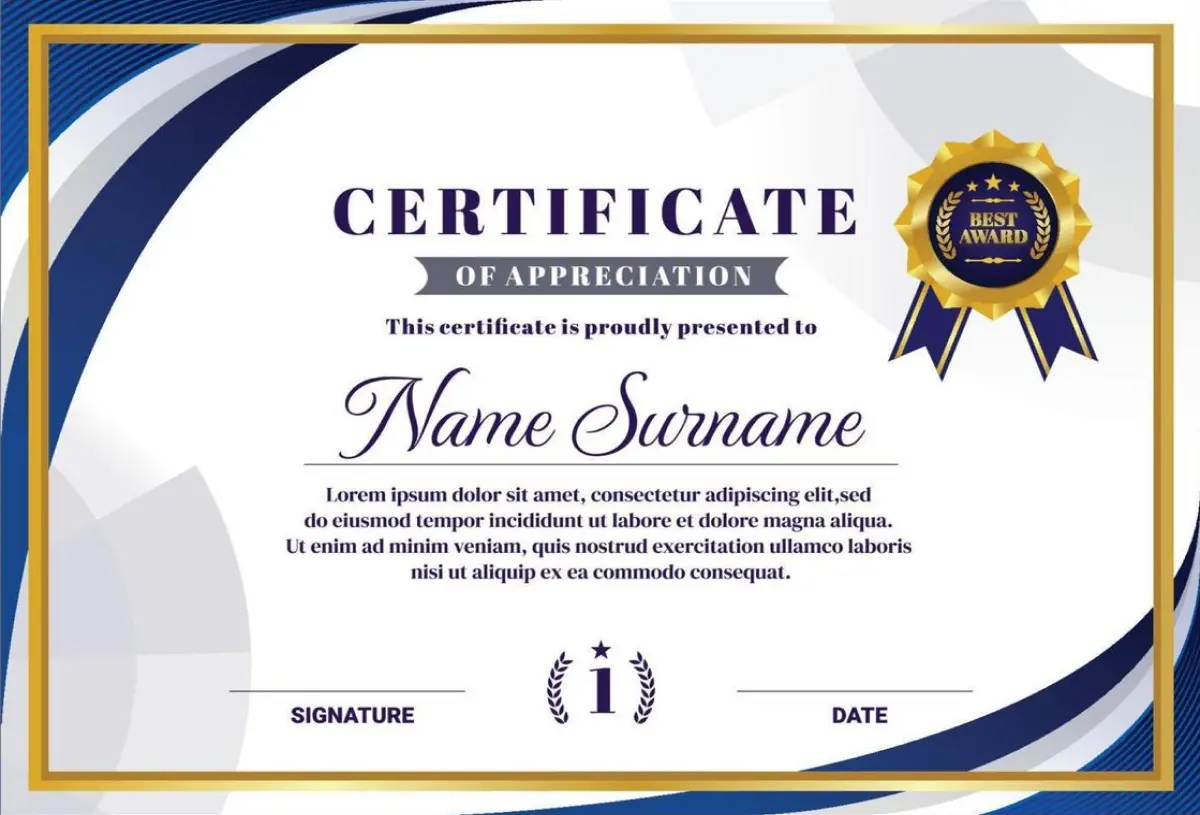 CERTIFICATE
OF APPRECIATION
BEST
AWARD
This certificate is proudly presented to
Name Surname
Lorem ipsum dolor sit amet, consectetur adipiscing elit,sed
do eiusmod tempor incididunt ut labore et dolore magna aliqua.
Ut enim ad minim veniam, quis nostrud exercitation ullamco laboris
nisi ut aliquip ex ea commodo consequat.
1
SIGNATURE
DATE